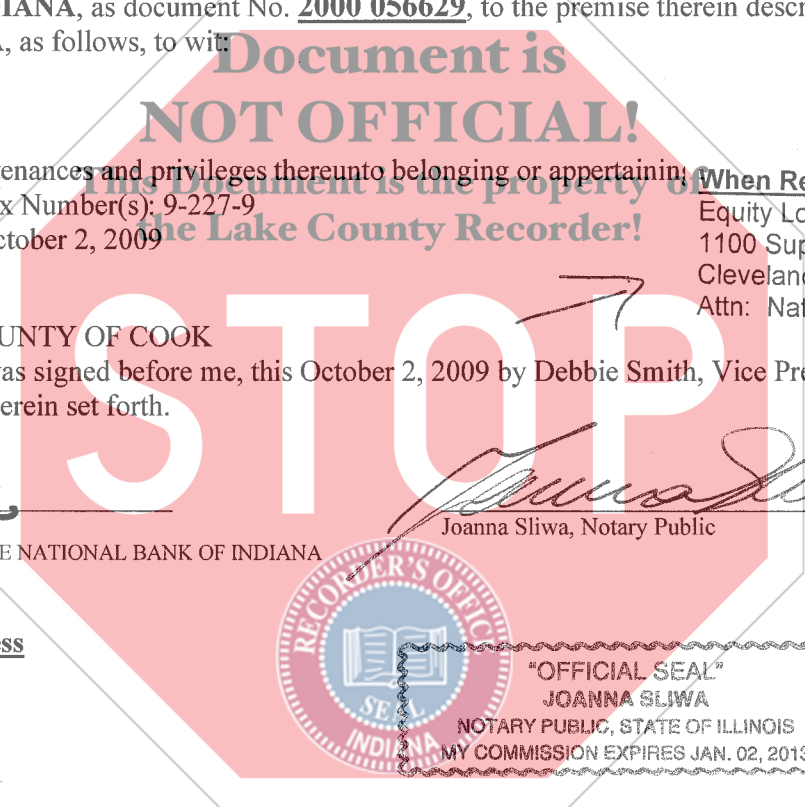 IANA, as document No. 2000 056629, to the premise therein descr
, as follows, to wit:
Document is
NOT OFFICIAL!
tenances and privileges thereunto belonging or appertaining
This Document is the property of
When Re
x Number(s): 9-227-9
Equity Lo
ctober 2, 2009
the Lake County Recorder!
1100 Sup
Cleveland
Attn: Nat
STOP
UNTY OF COOK
was signed before me, this October 2, 2009 by Debbie Smith, Vice Pre
erein set forth.
Joanna Sliwa, Notary Public
E NATIONAL BANK OF INDIANA
RECORDER'S OFFICE
SEAL
INDIANA
ess
"OFFICIAL SEAL"
JOANNA SLIWA
NOTARY PUBLIC, STATE OF ILLINOIS
MY COMMISSION EXPIRES JAN. 02, 2013